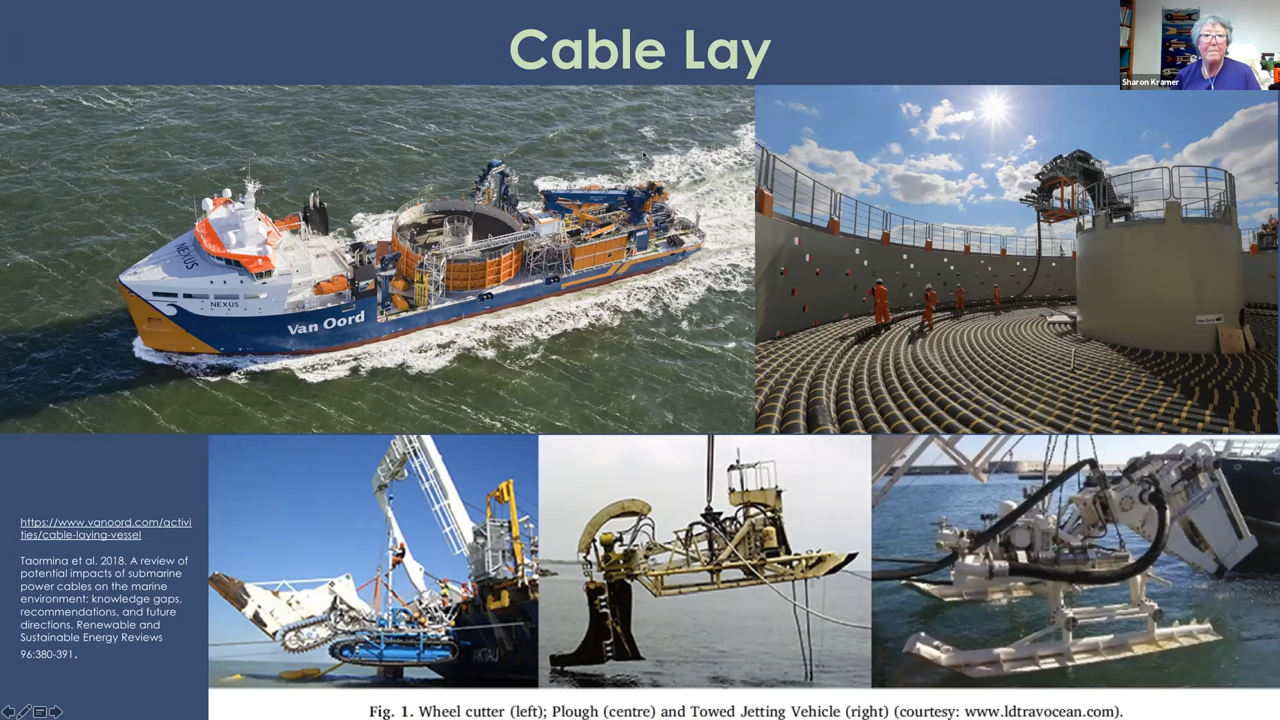 Cable Lay
Sharon Kramer
NEXUS
NEXUS
Van Oord
Van Oord
https://www.vanoord.com/activi
ties/cable-laying-vessel
Taormina et al. 2018. A review of
potential impacts of submarine
power cables on the marine
environment: knowledge gaps,
recommendations, and future
directions. Renewable and
Sustainable Energy Reviews
96:380-391.
AKTAU
Fig. 1. Wheel cutter (left); Plough (centre) and Towed Jetting Vehicle (right) (courtesy: www.ldtravocean.com).